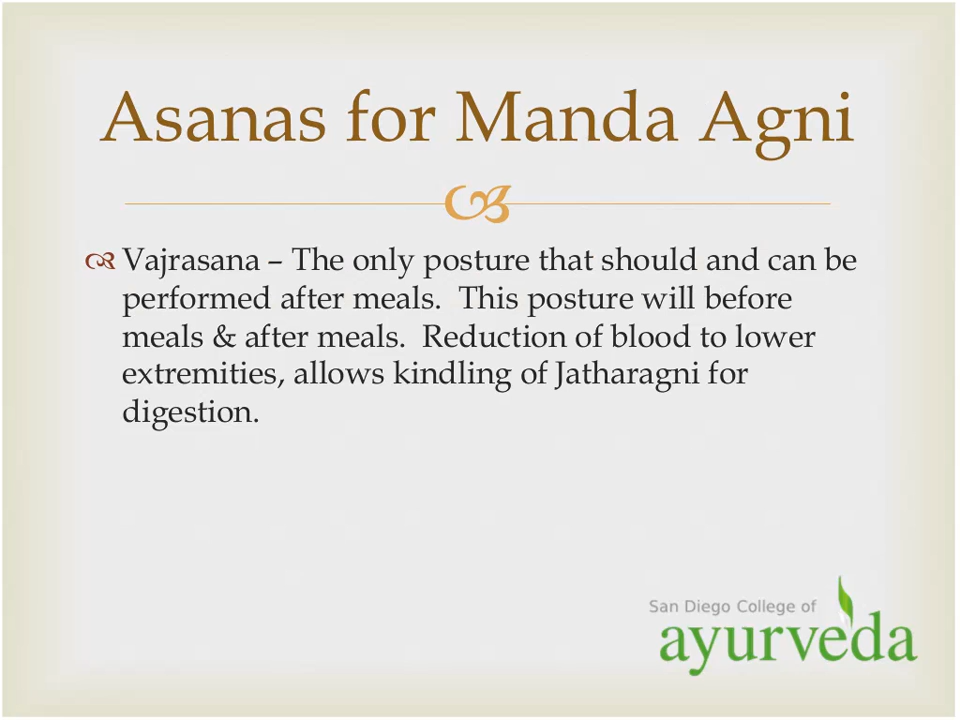 Asanas for Manda Agni
Vajrasana – The only posture that should and can be
performed after meals. This posture will before
meals & after meals. Reduction of blood to lower
extremities, allows kindling of Jatharagni for
digestion.
San Diego College of
ayurveda